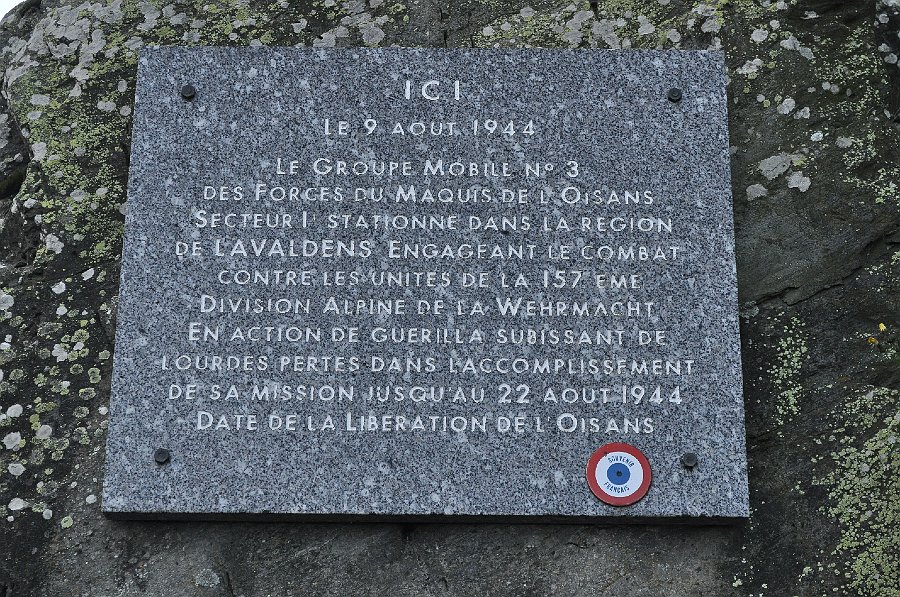 ICI
LE 9 AOUT 1944
LE GROUPE MOBILE N° 3
DES FORCES DU MAQUIS DE L'OISANS
SECTEUR I' STATIONNE DANS LA REGION
DE LAVALDENS ENGAGEANT LE COMBAT
CONTRE LES UNITES DE LA 157 EME
DIVISION ALPINE DE LA WEHRMACHT
EN ACTION DE GUERILLA SUBISSANT DE
LOURDES PERTES DANS L'ACCOMPLISSEMENT
DE SA MISSION JUSQU'AU 22 AOUT 1944
DATE DE LA LIBERATION DE L'OISANS
SOUVENIR
FRANÇAIS